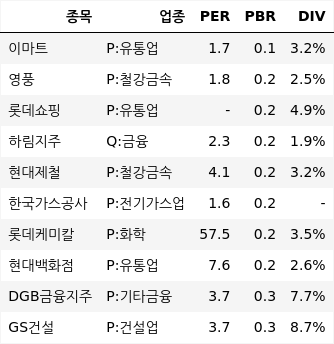 종목 업종 PER PBR DIV
이마트 P:유통업 1.7 0.1 3.2%
영풍 P:철강금속 1.8 0.2 2.5%
롯데쇼핑 P:유통업 - 0.2 4.9%
하림지주 Q:금융 2.3 0.2 1.9%
현대제철 P:철강금속 4.1 0.2 3.2%
한국가스공사 P:전기가스업 1.6 0.2 -
롯데케미칼 P:화학 57.5 0.2 3.5%
현대백화점 P:유통업 7.6 0.2 2.6%
DGB금융지주 P:기타금융 3.7 0.3 7.7%
GS건설 P:건설업 3.7 0.3 8.7%